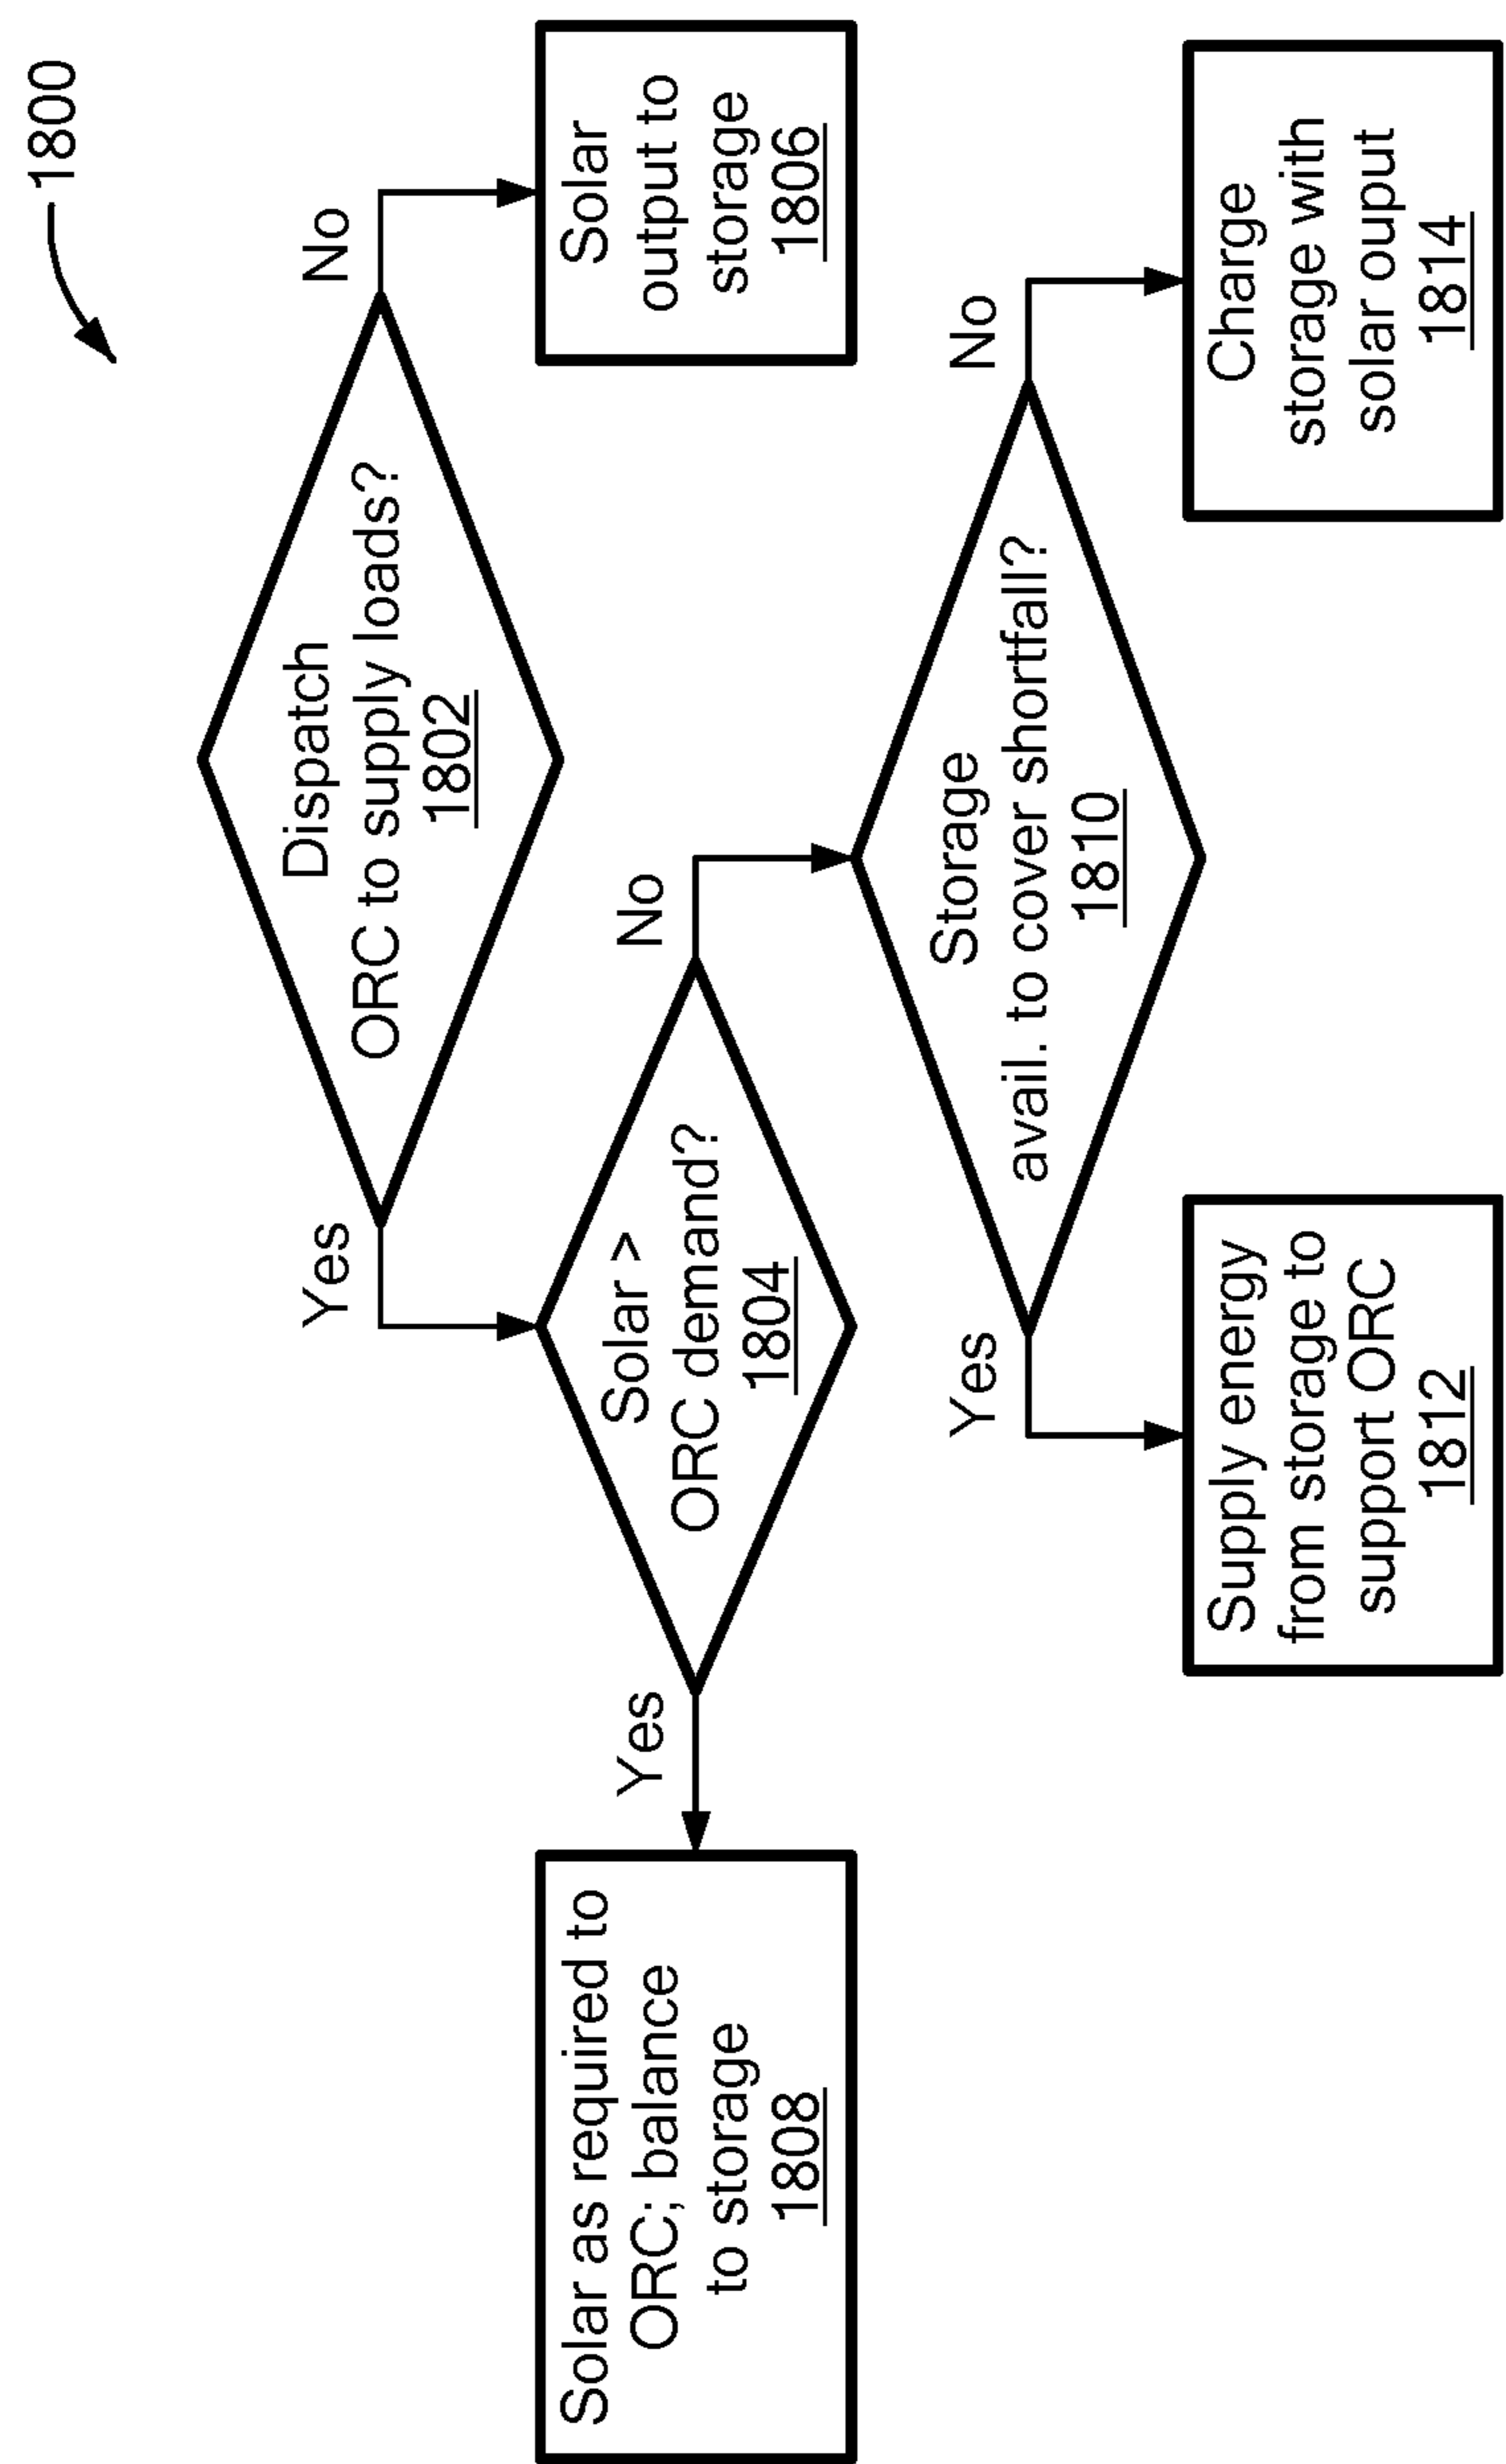 1800
Dispatch
ORC to supply loads?
1802
Yes
No
Solar >
ORC demand?
1804
Solar
output to
storage
1806
Yes
No
Solar as required to
ORC; balance
to storage
1808
Storage
avail. to cover shortfall?
1810
Yes
No
Supply energy
from storage to
support ORC
1812
Charge
storage with
solar ouput
1814